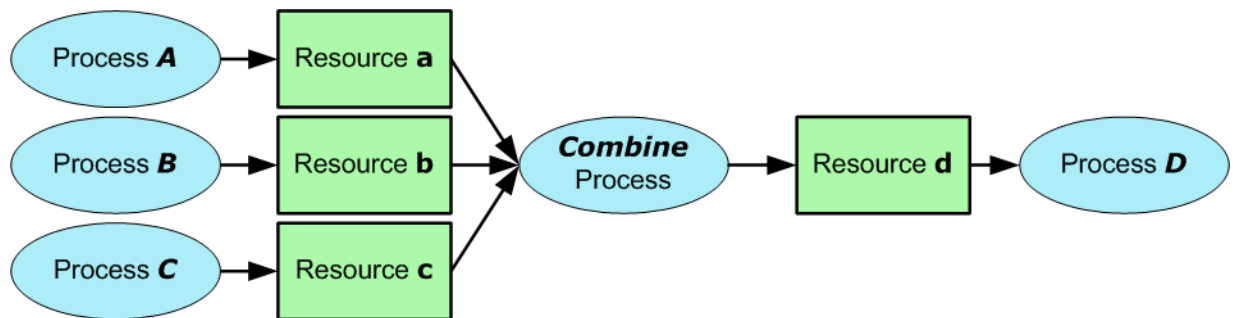 Process A
Resource a
Process B
Resource b
Combine
Process
Resource d
Process D
Process C
Resource c